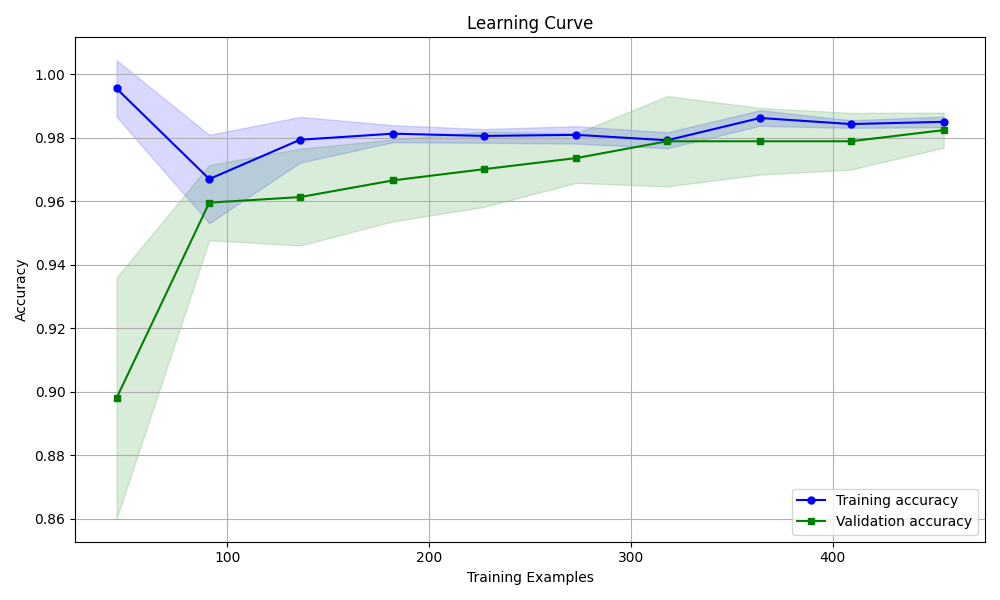 Learning Curve
1.00
0.98
0.96
0.94
0.92
0.90
0.88
0.86
Accuracy
100
200
300
400
Training Examples
Training accuracy
Validation accuracy